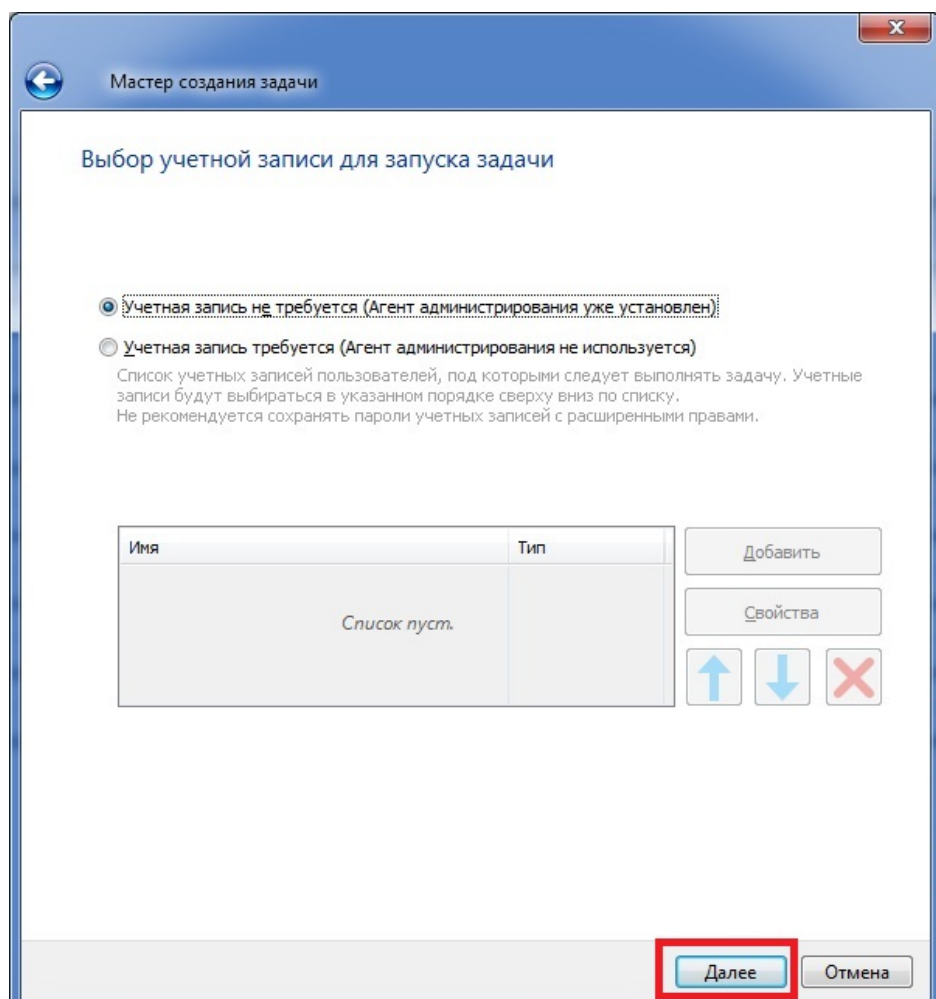 Мастер создания задачи
Выбор учетной записи для запуска задачи
Учетная запись не требуется (Агент администрирования уже установлен)
Учетная запись требуется (Агент администрирования не используется)
Список учетных записей пользователей, под которыми следует выполнять задачу. Учетные
записи будут выбираться в указанном порядке сверху вниз по списку.
Не рекомендуется сохранять пароли учетных записей с расширенными правами.
Имя Тип
Добавить
Список пуст.
Свойства
Далее Отмена